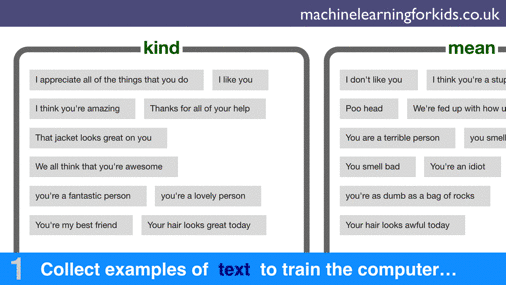 machinelearningforkids.co.uk
kind
I appreciate all of the things that you do
I like you
I think you're amazing
Thanks for all of your help
That jacket looks great on you
We all think that you're awesome
you're a fantastic person
you're a lovely person
You're my best friend
Your hair looks great today
mean
I don't like you
I think you're a
Poo head
We're fed up with how
You are a terrible person
you smell
You smell bad
You're an idiot
you're as dumb as a bag of rocks
Your hair looks awful today
1 Collect examples of text to train the computer…